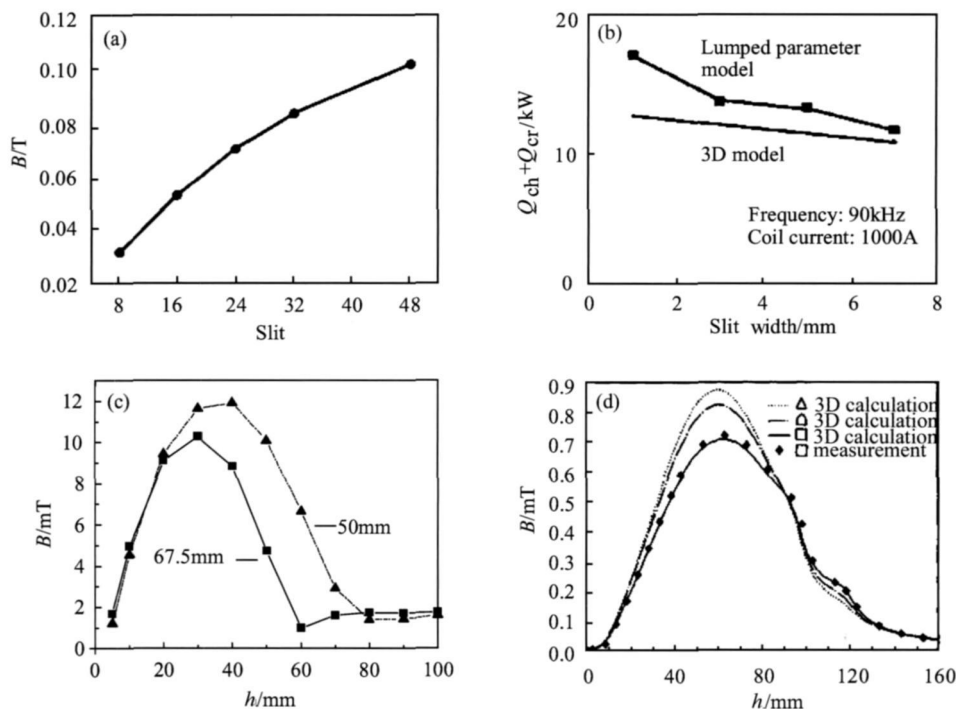 (a)
0.12
0.10
0.08
0.06
0.04
0.02
B/T
8 16 24 32 40 48
Slit
(b)
20
10
0
Q_ch+Q_cr/kW
Lumped parameter
model
3D model
Frequency: 90kHz
Coil current: 1000A
0 2 4 6 8
Slit width/mm
(c)
12
10
8
6
4
2
0
B/mT
50mm
67.5mm
0 20 40 60 80 100
h/mm
(d)
0.9
0.8
0.7
0.6
0.5
0.4
0.3
0.2
0.1
0.0
B/mT
3D calculation
3D calculation
3D calculation
measurement
0 40 80 120 160
h/mm